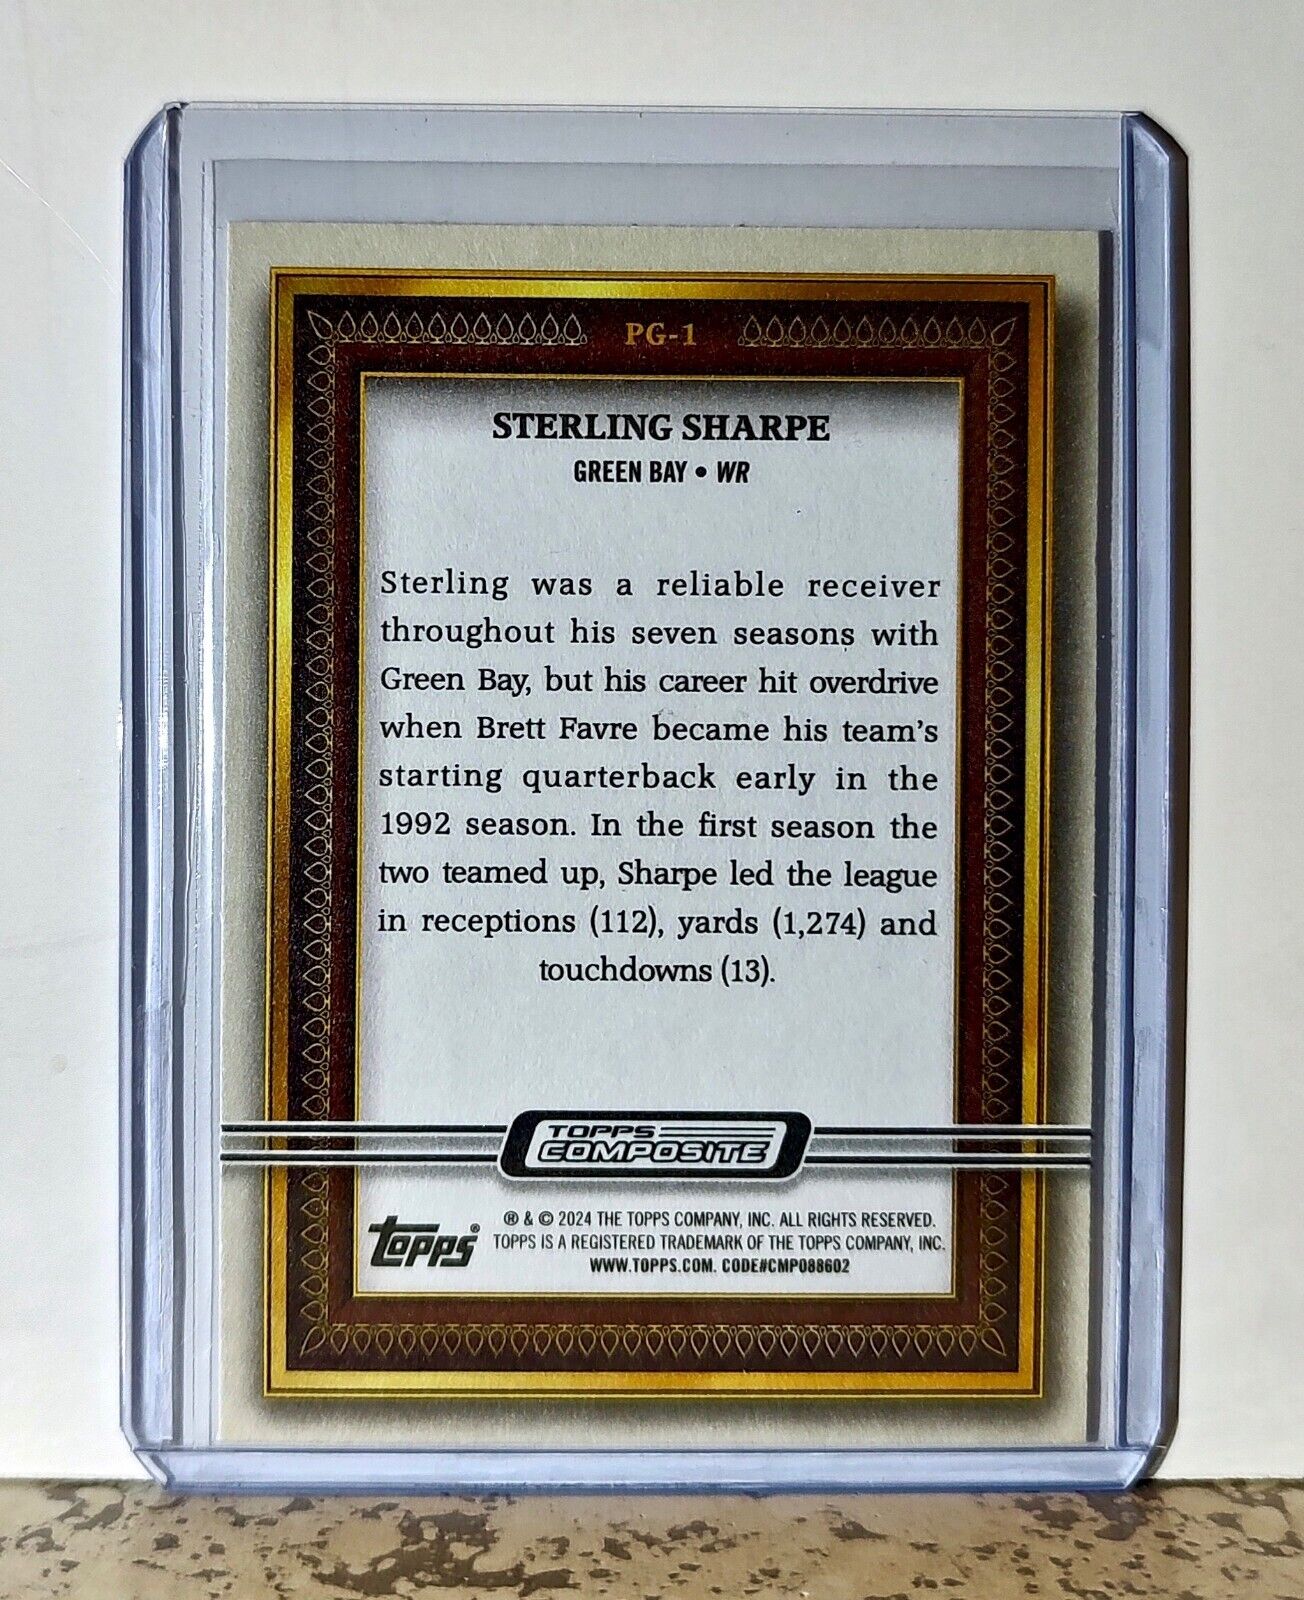 PG-1
STERLING SHARPE
GREEN BAY • WR
Sterling was a reliable receiver
throughout his seven seasons with
Green Bay, but his career hit overdrive
when Brett Favre became his team's
starting quarterback early in the
1992 season. In the first season the
two teamed up, Sharpe led the league
in receptions (112), yards (1,274) and
touchdowns (13).
TOPPS
COMPOSITE
topps®
® & © 2024 THE TOPPS COMPANY, INC. ALL RIGHTS RESERVED.
TOPPS IS A REGISTERED TRADEMARK OF THE TOPPS COMPANY, INC.
WWW.TOPPS.COM. CODE#CMP088602